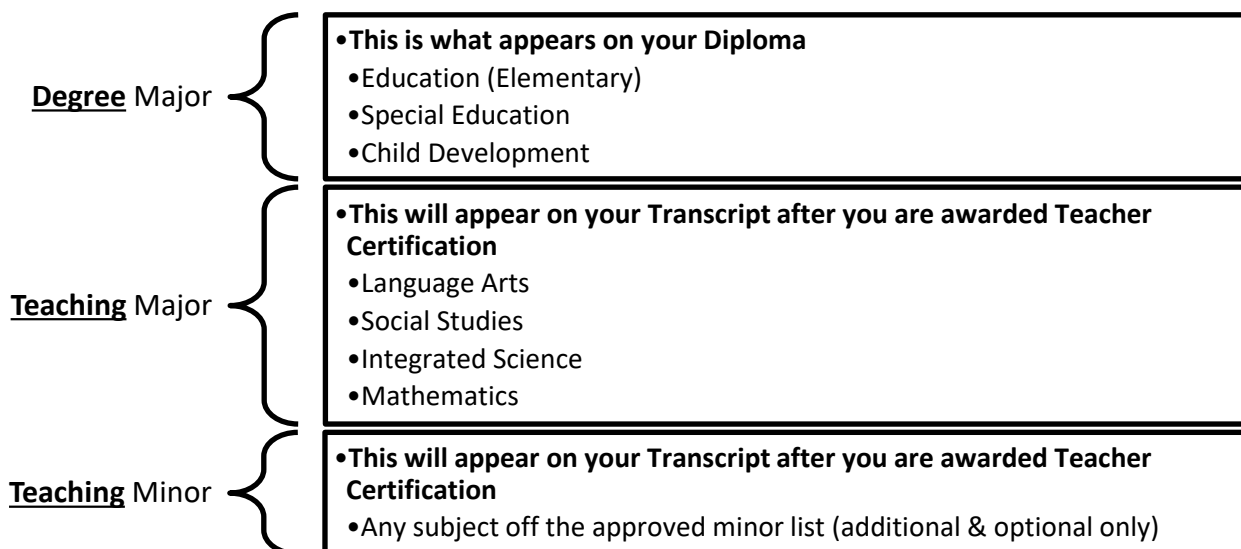 Degree Major
•This is what appears on your Diploma
•Education (Elementary)
•Special Education
•Child Development
Teaching Major
•This will appear on your Transcript after you are awarded Teacher
Certification
•Language Arts
•Social Studies
•Integrated Science
•Mathematics
Teaching Minor
•This will appear on your Transcript after you are awarded Teacher
Certification
•Any subject off the approved minor list (additional & optional only)